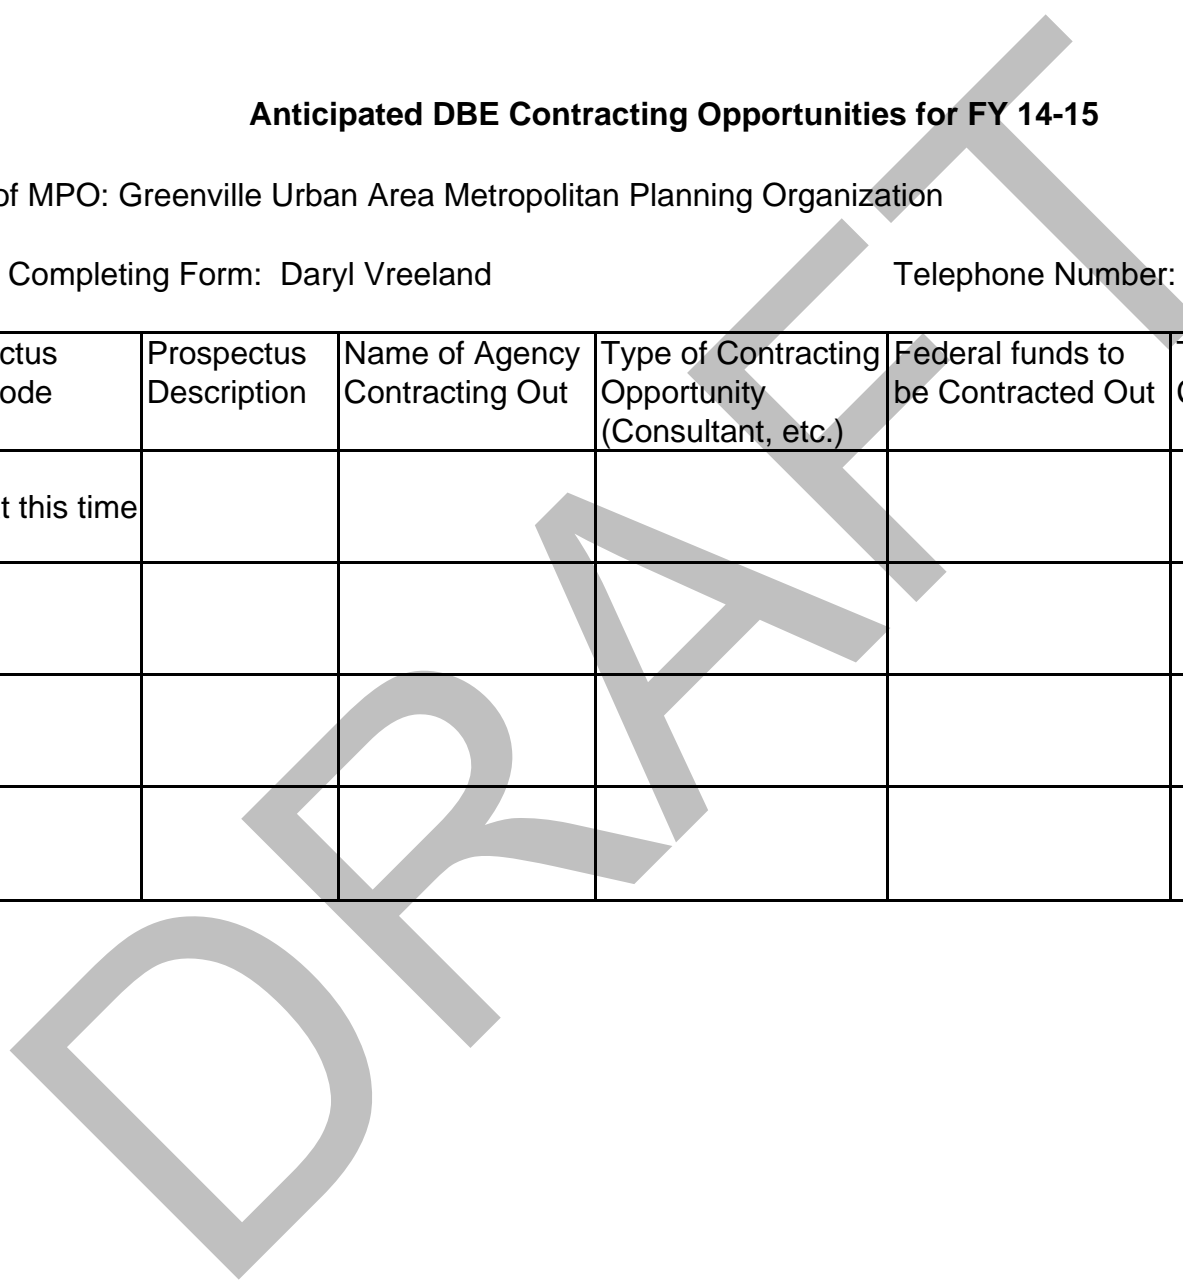 Anticipated DBE Contracting Opportunities for FY 14-15
of MPO: Greenville Urban Area Metropolitan Planning Organization
Completing Form: Daryl Vreeland Telephone Number:
ctus Prospectus Name of Agency Type of Contracting Federal funds to
ode Description Contracting Out Opportunity be Contracted Out
(Consultant, etc.)
t this time
DRAFT